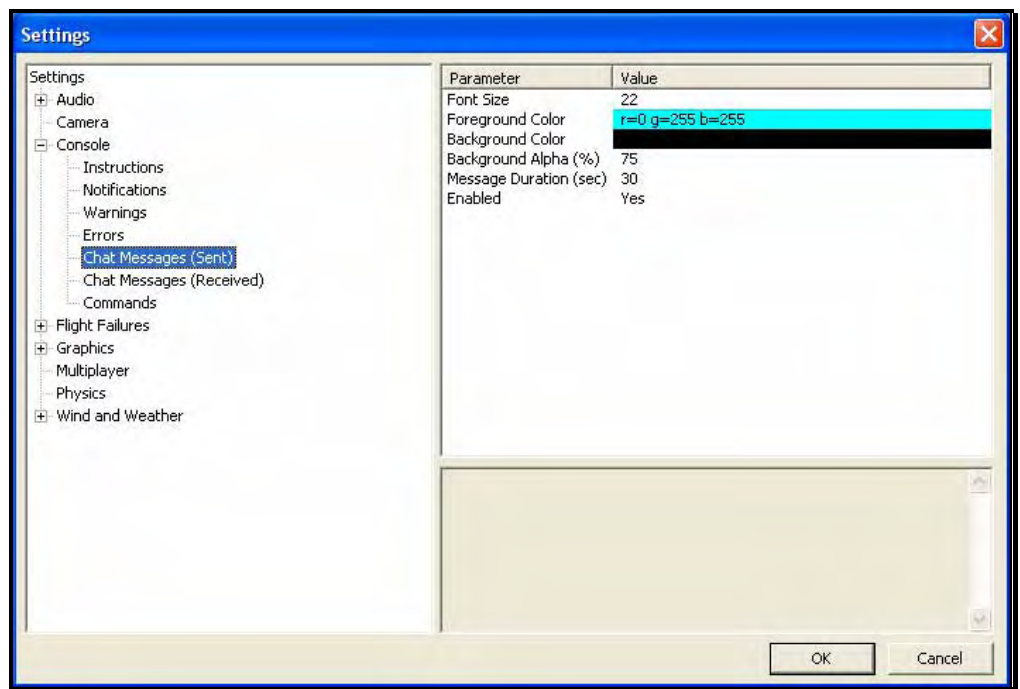 Settings
Settings
Audio
Camera
Console
Instructions
Notifications
Warnings
Errors
Chat Messages (Sent)
Chat Messages (Received)
Commands
Flight Failures
Graphics
Multiplayer
Physics
Wind and Weather
Parameter Value
Font Size 22
Foreground Color r=0 g=255 b=255
Background Color
Background Alpha (%) 75
Message Duration (sec) 30
Enabled Yes
OK Cancel